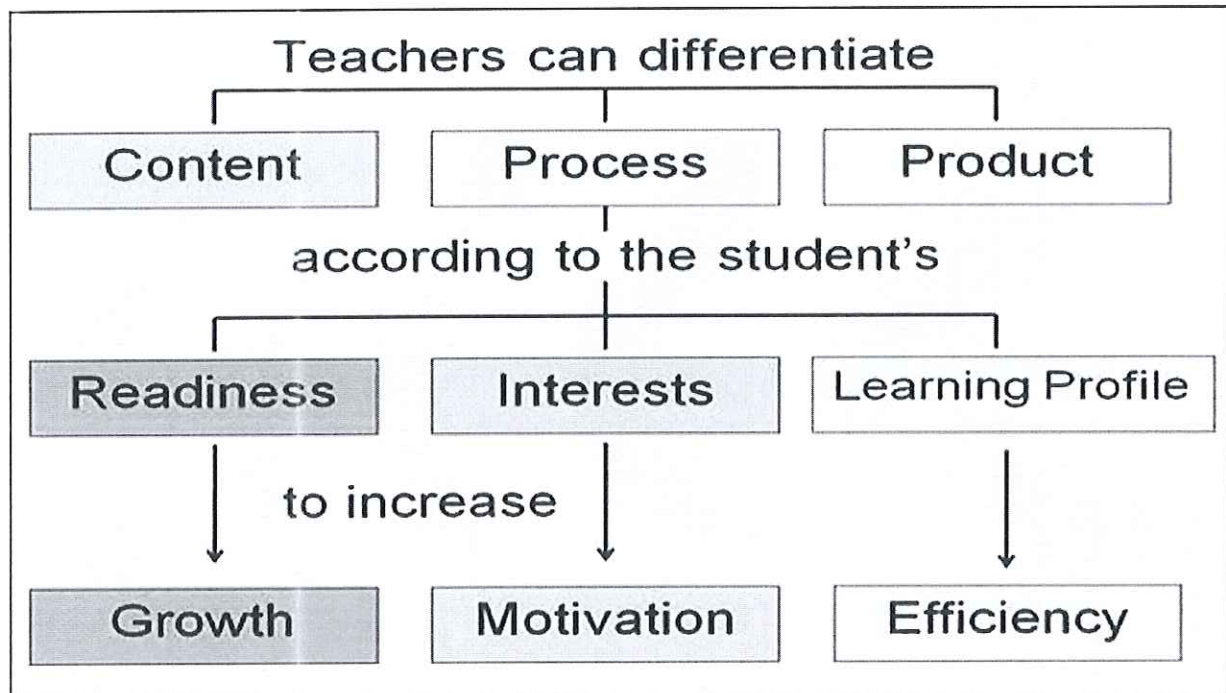 Teachers can differentiate
Content Process Product
according to the student's
Readiness Interests Learning Profile
to increase
Growth Motivation Efficiency